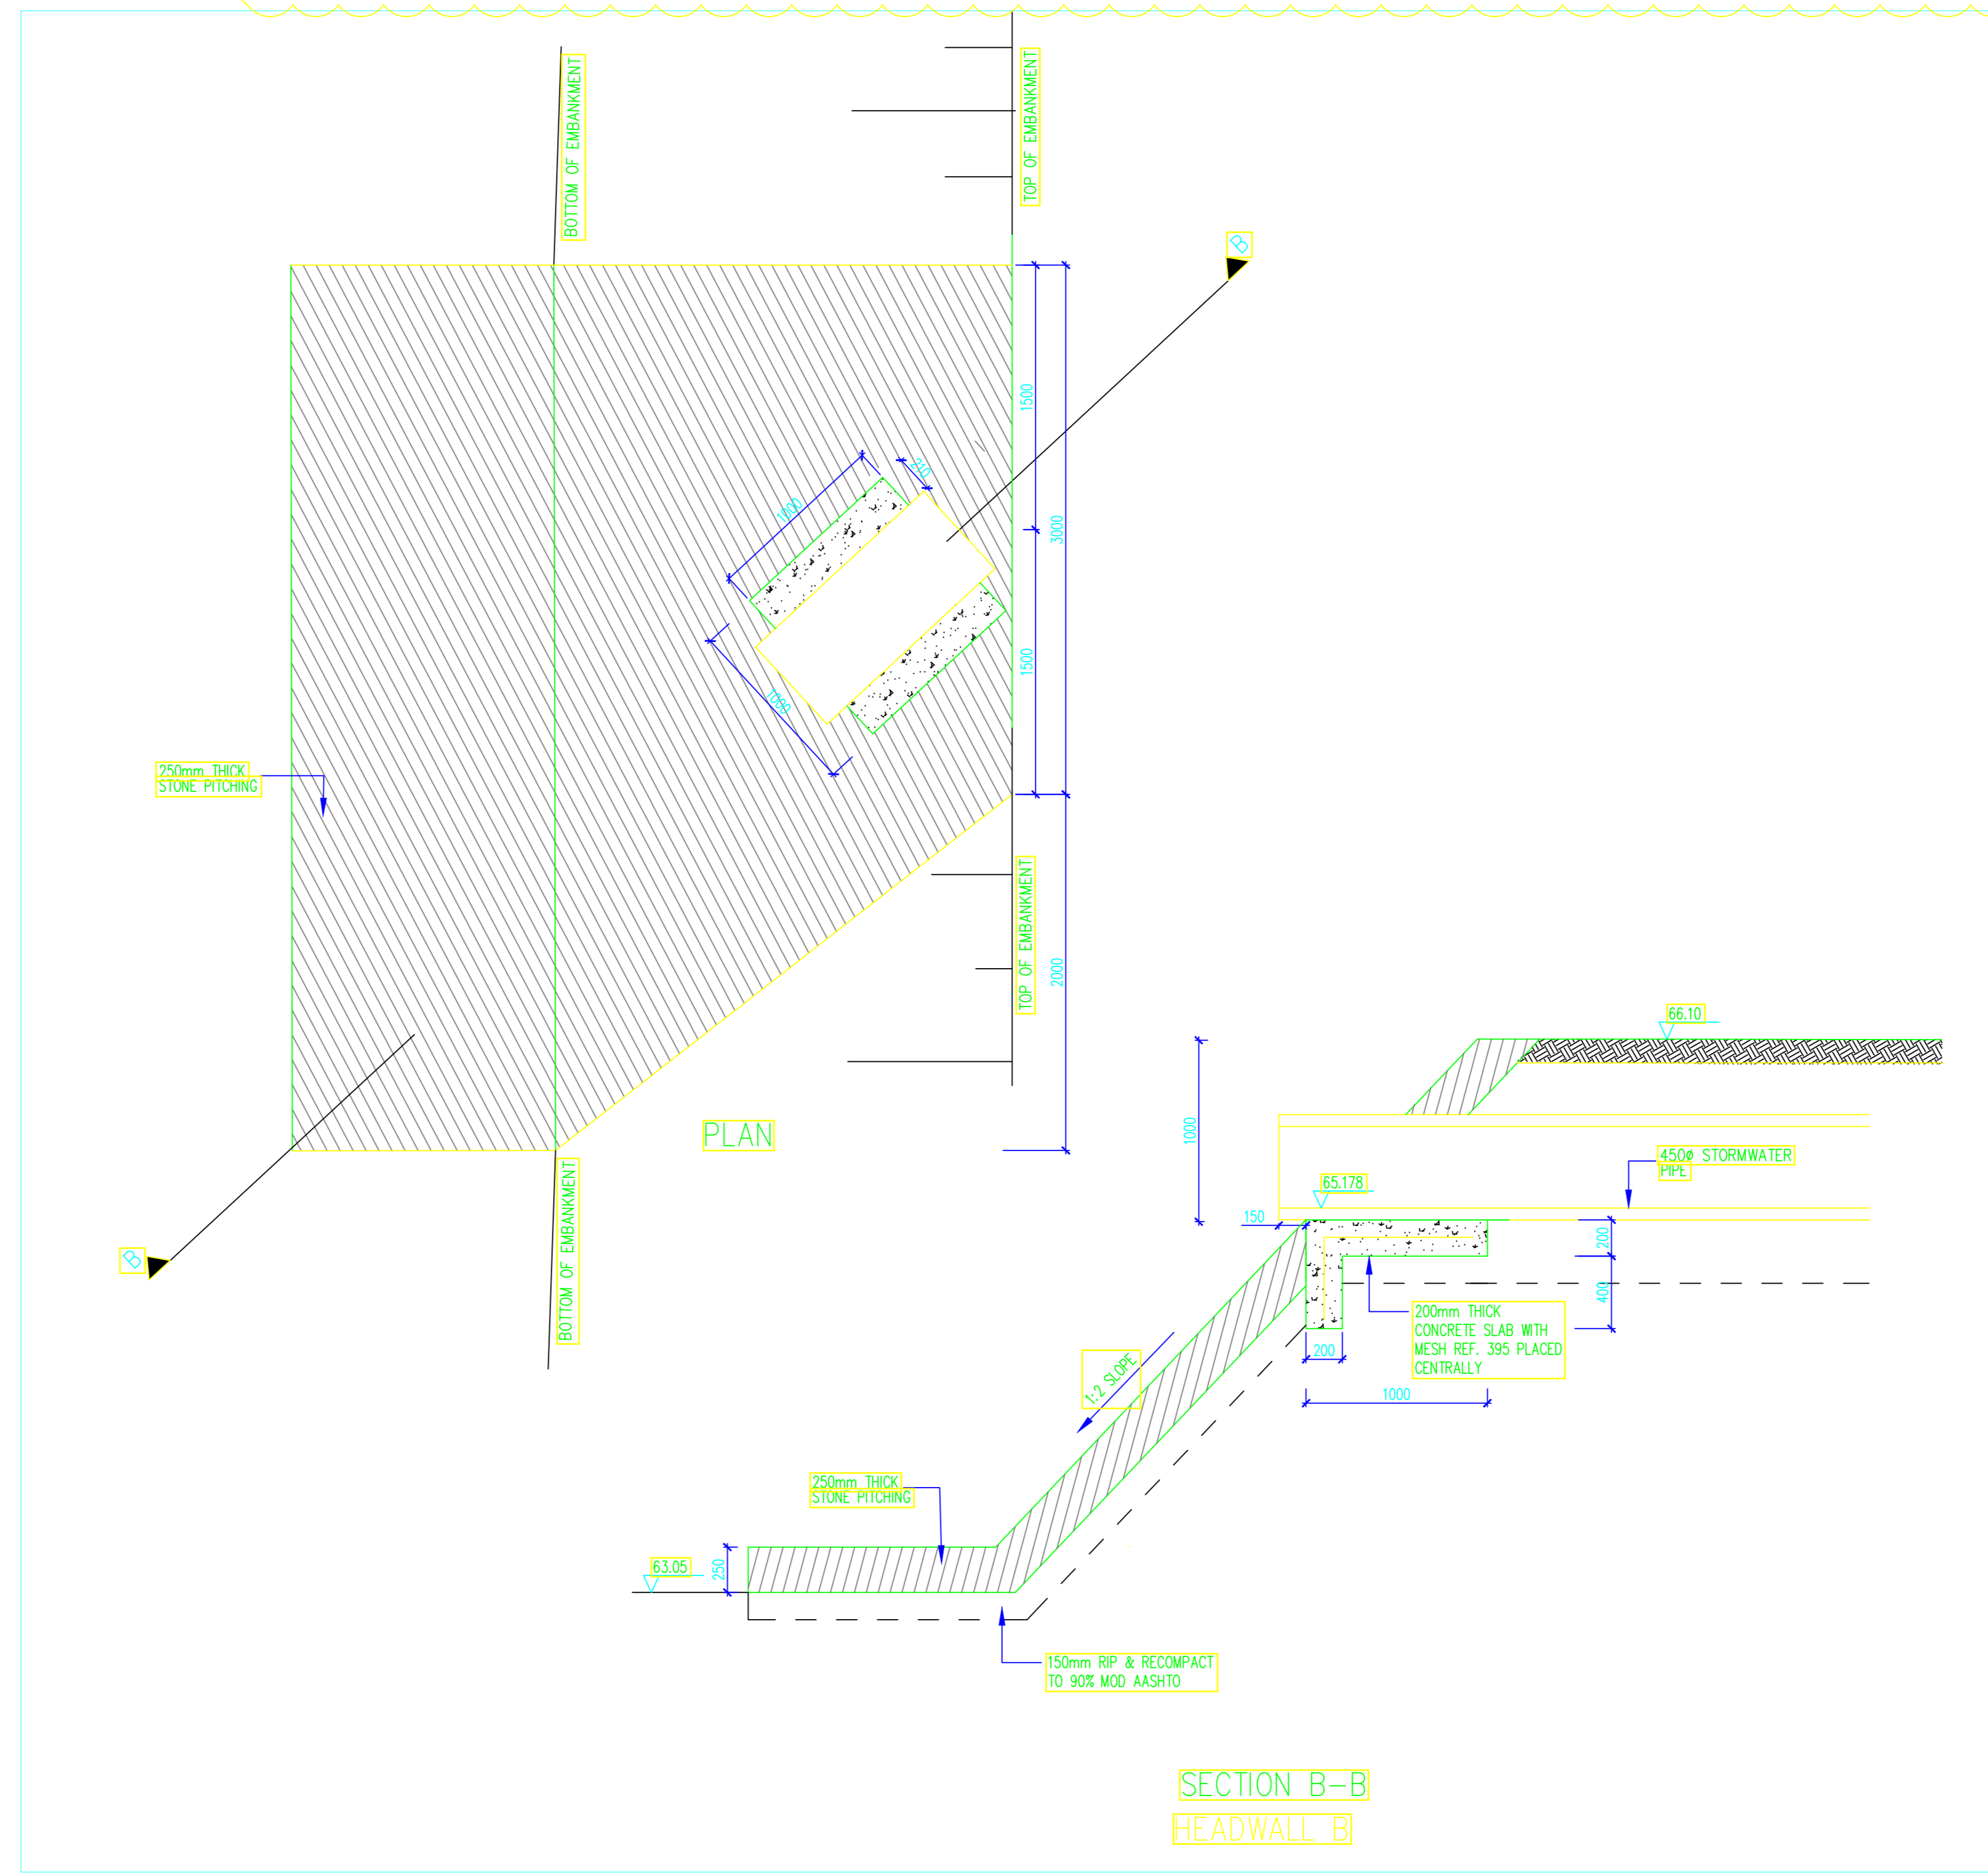 BOTTOM OF EMBANKMENT
TOP OF EMBANKMENT
B
1500
3000
210
1000
1500
1000
250mm THICK
STONE PITCHING
TOP OF EMBANKMENT
2000
PLAN
BOTTOM OF EMBANKMENT
B
66.10
1000
450ø STORMWATER
PIPE
65.178
150
200
400
200mm THICK
CONCRETE SLAB WITH
MESH REF. 395 PLACED
CENTRALLY
200
1000
1:2 SLOPE
250mm THICK
STONE PITCHING
63.05
250
150mm RIP & RECOMPACT
TO 90% MOD AASHTO
SECTION B-B
HEADWALL B